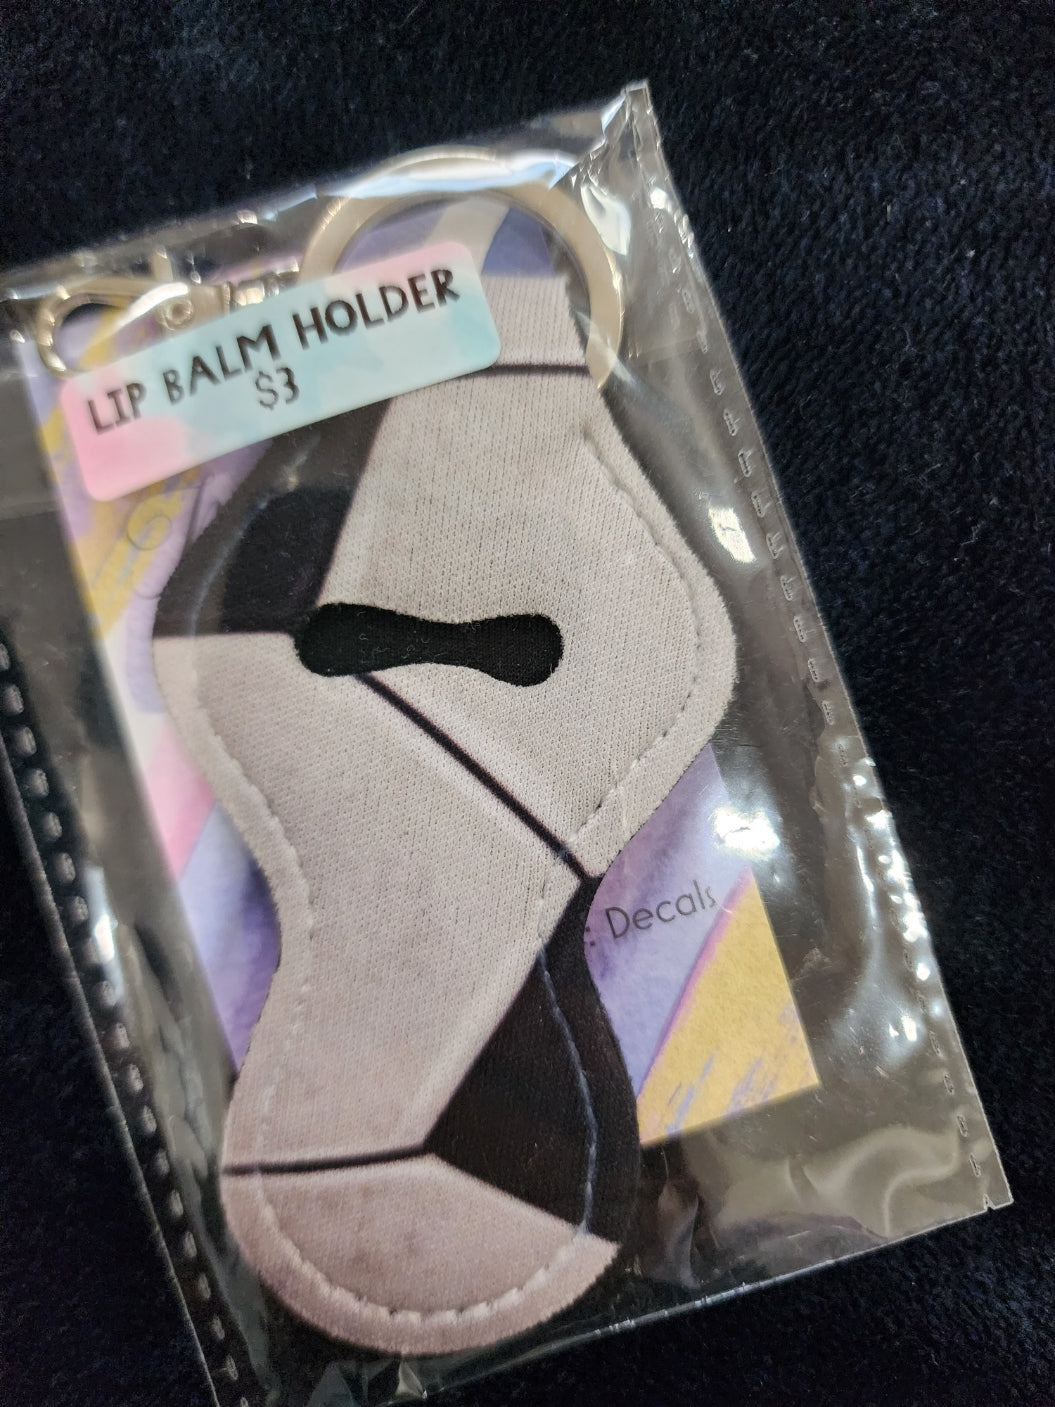 LIP BALM HOLDER
$3
: Decals